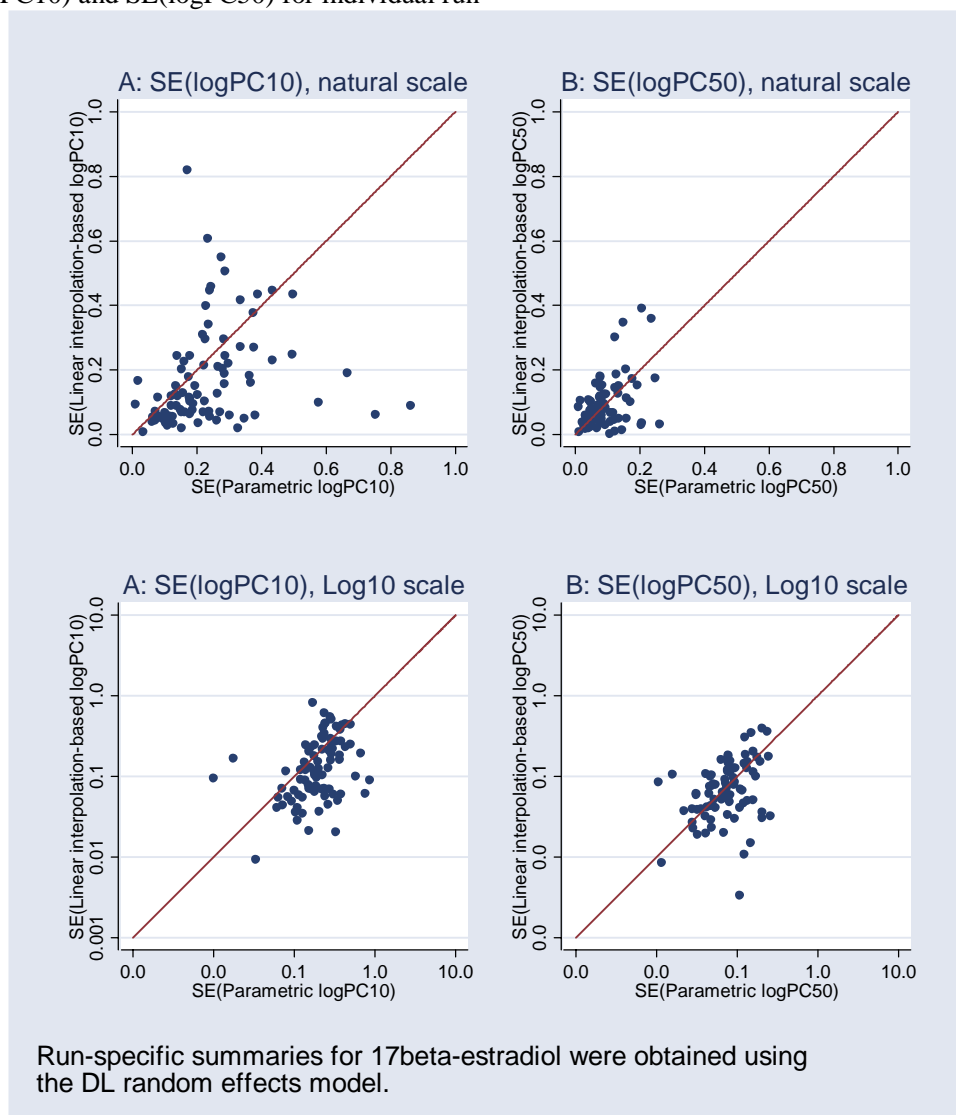 PC10) and SE(logPC50) for individual run
A: SE(logPC10), natural scale
SE(Linear interpolation-based logPC10)
1.0
0.8
0.6
0.4
0.2
0.0
0.0 0.2 0.4 0.6 0.8 1.0
SE(Parametric logPC10)
B: SE(logPC50), natural scale
SE(Linear interpolation-based logPC50)
1.0
0.8
0.6
0.4
0.2
0.0
0.0 0.2 0.4 0.6 0.8 1.0
SE(Parametric logPC50)
A: SE(logPC10), Log10 scale
SE(Linear interpolation-based logPC10)
10.0
1.0
0.1
0.01
0.001
0.0 0.0 0.1 1.0 10.0
SE(Parametric logPC10)
B: SE(logPC50), Log10 scale
SE(Linear interpolation-based logPC50)
10.0
1.0
0.1
0.0
0.0
0.0 0.0 0.1 1.0 10.0
SE(Parametric logPC50)
Run-specific summaries for 17beta-estradiol were obtained using
the DL random effects model.